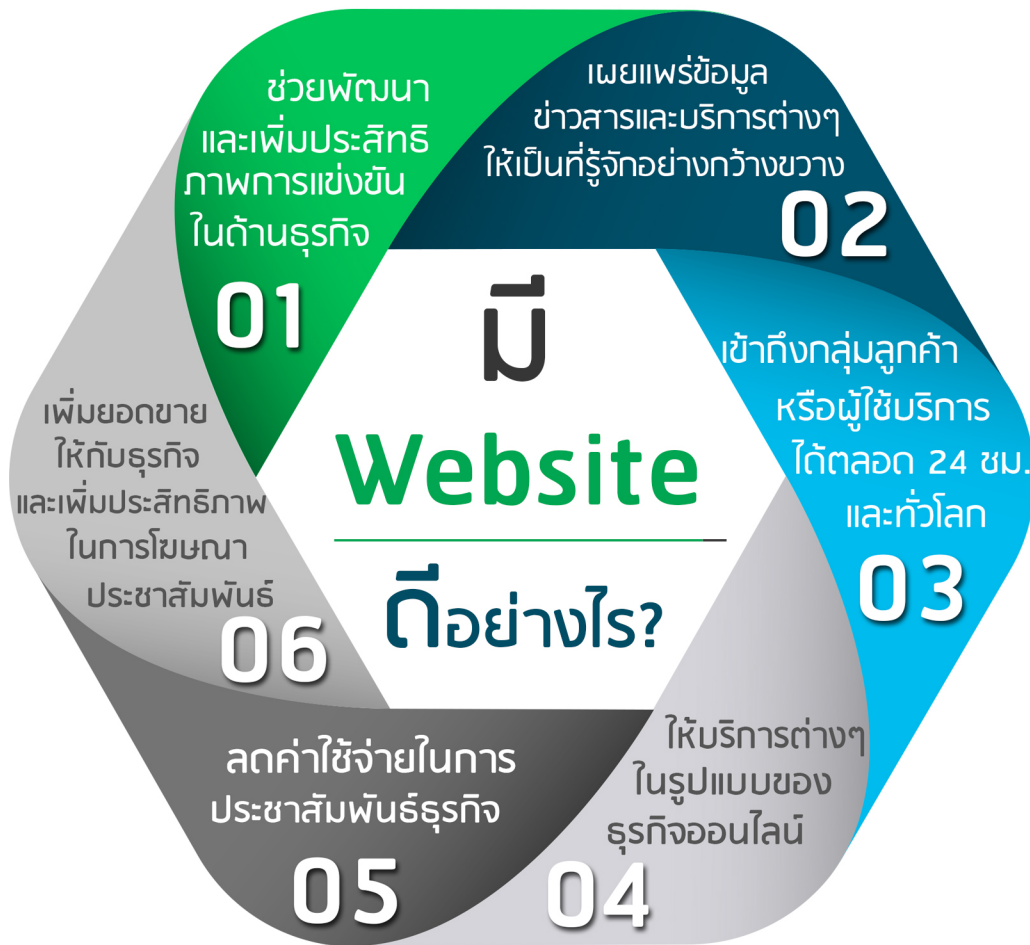 มี
Website
ดีอย่างไร?
ช่วยพัฒนา
และเพิ่มประสิทธิ
ภาพการแข่งขัน
ในด้านธุรกิจ
01
เผยแพร่ข้อมูล
ข่าวสารและบริการต่างๆ
ให้เป็นที่รู้จักอย่างกว้างขวาง
02
เข้าถึงกลุ่มลูกค้า
หรือผู้ใช้บริการ
ได้ตลอด 24 ชม.
และทั่วโลก
03
ให้บริการต่างๆ
ในรูปแบบของ
ธุรกิจออนไลน์
04
ลดค่าใช้จ่ายในการ
ประชาสัมพันธ์ธุรกิจ
05
เพิ่มยอดขาย
ให้กับธุรกิจ
และเพิ่มประสิทธิภาพ
ในการโฆษณา
ประชาสัมพันธ์
06